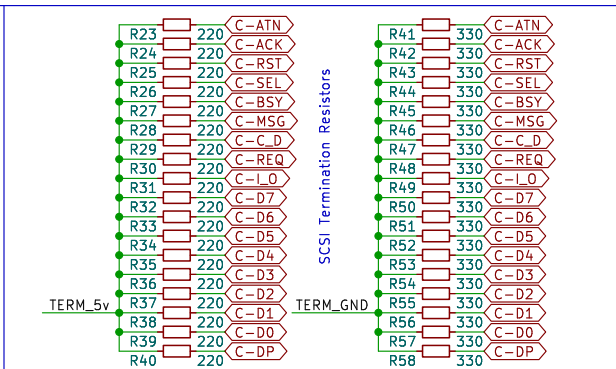 R23 220 C-ATN
R24 220 C-ACK
R25 220 C-RST
R26 220 C-SEL
R27 220 C-BSY
R28 220 C-MSG
R29 220 C-C_D
R30 220 C-REQ
R31 220 C-I_O
R32 220 C-D7
R33 220 C-D6
R34 220 C-D5
R35 220 C-D4
R36 220 C-D3
R37 220 C-D2
R38 220 C-D1
R39 220 C-D0
R40 220 C-DP
TERM_5v
SCSI Termination Resistors
R41 330 C-ATN
R42 330 C-ACK
R43 330 C-RST
R44 330 C-SEL
R45 330 C-BSY
R46 330 C-MSG
R47 330 C-C_D
R48 330 C-REQ
R49 330 C-I_O
R50 330 C-D7
R51 330 C-D6
R52 330 C-D5
R53 330 C-D4
R54 330 C-D3
R55 330 C-D2
R56 330 C-D1
R57 330 C-D0
R58 330 C-DP
TERM_GND